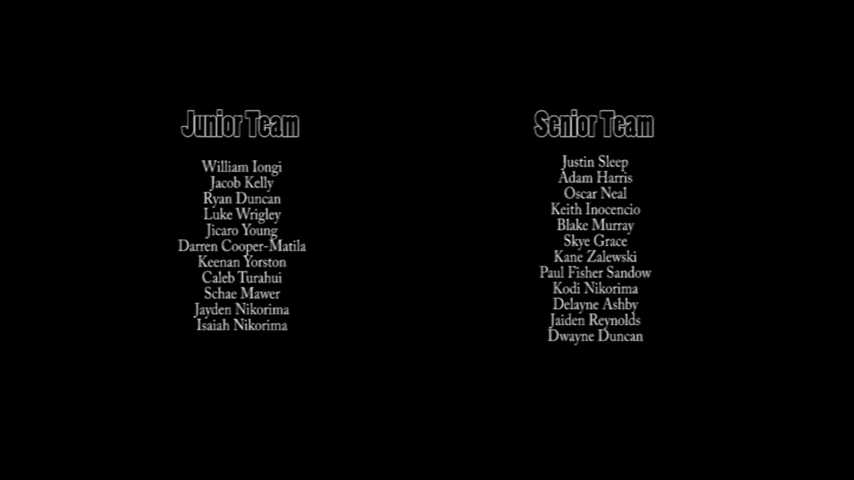 Junior Team
William Iongi
Jacob Kelly
Ryan Duncan
Luke Wrigley
Jicaro Young
Darren Cooper-Matila
Keenan Yorston
Caleb Turahui
Schae Mawer
Jayden Nikorima
Isaiah Nikorima
Senior Team
Justin Sleep
Adam Harris
Oscar Neal
Keith Inocencio
Blake Murray
Skye Grace
Kane Zalewski
Paul Fisher Sandow
Kodi Nikorima
Delayne Ashby
Jaiden Reynolds
Dwayne Duncan